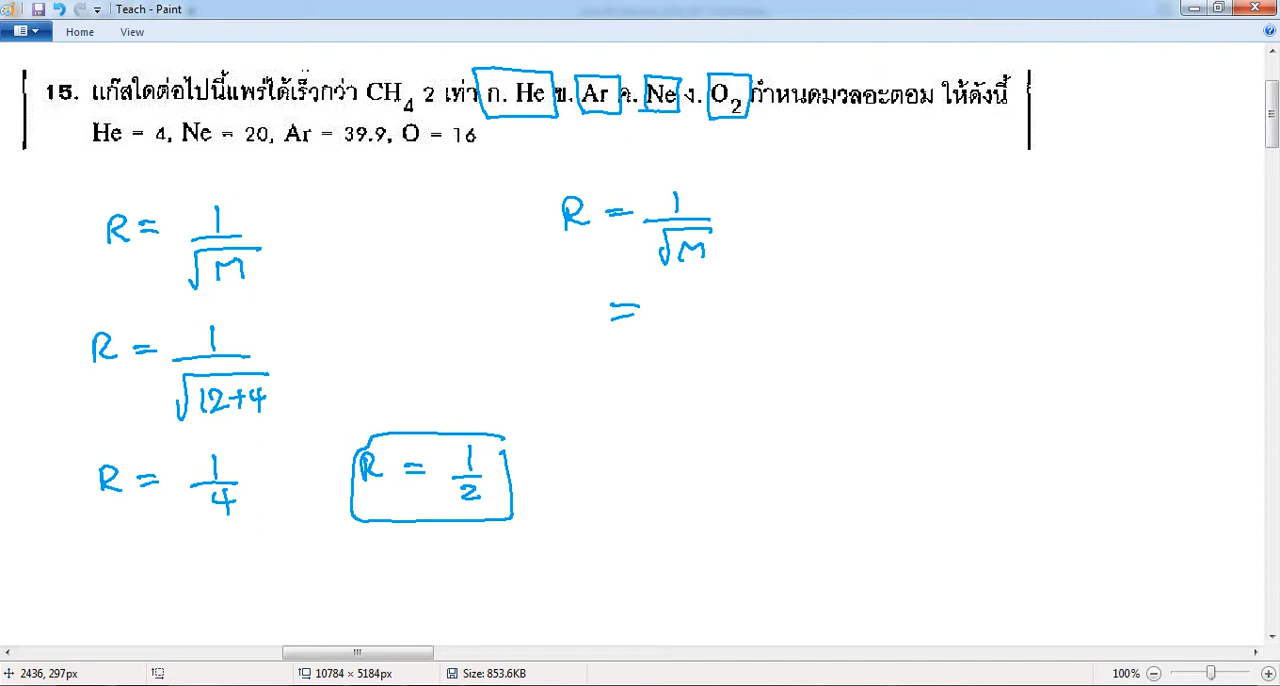 Teach - Paint
Home View
15. แก๊สใดต่อไปนี้แพร่ได้เร็วกว่า CH4 2 เท่า ก. He ข. Ar ค. Ne ง. O2 กำหนดมวลอะตอม ให้ดังนี้
He = 4, Ne = 20, Ar = 39.9, O = 16
R = 1/√M
R = 1/√M
=
R = 1/√12+4
R = 1/4
R = 1/2
2436, 297px
10784 × 5184px
Size: 853.6KB
100%